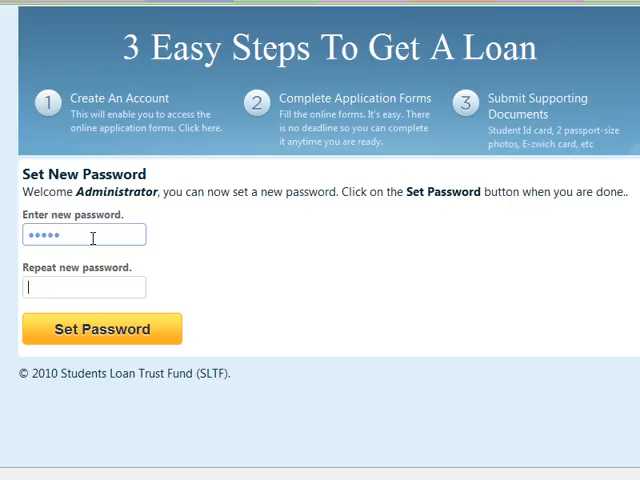 3 Easy Steps To Get A Loan
1 Create An Account
This will enable you to access the
online application forms. Click here.
2 Complete Application Forms
Fill the online forms. It's easy. There
is no deadline so you can complete
it anytime you are ready.
3 Submit Supporting
Documents
Student Id card, 2 passport-size
photos, E-zwich card, etc
Set New Password
Welcome Administrator, you can now set a new password. Click on the Set Password button when you are done..
Enter new password.
•••••
Repeat new password.
Set Password
© 2010 Students Loan Trust Fund (SLTF).